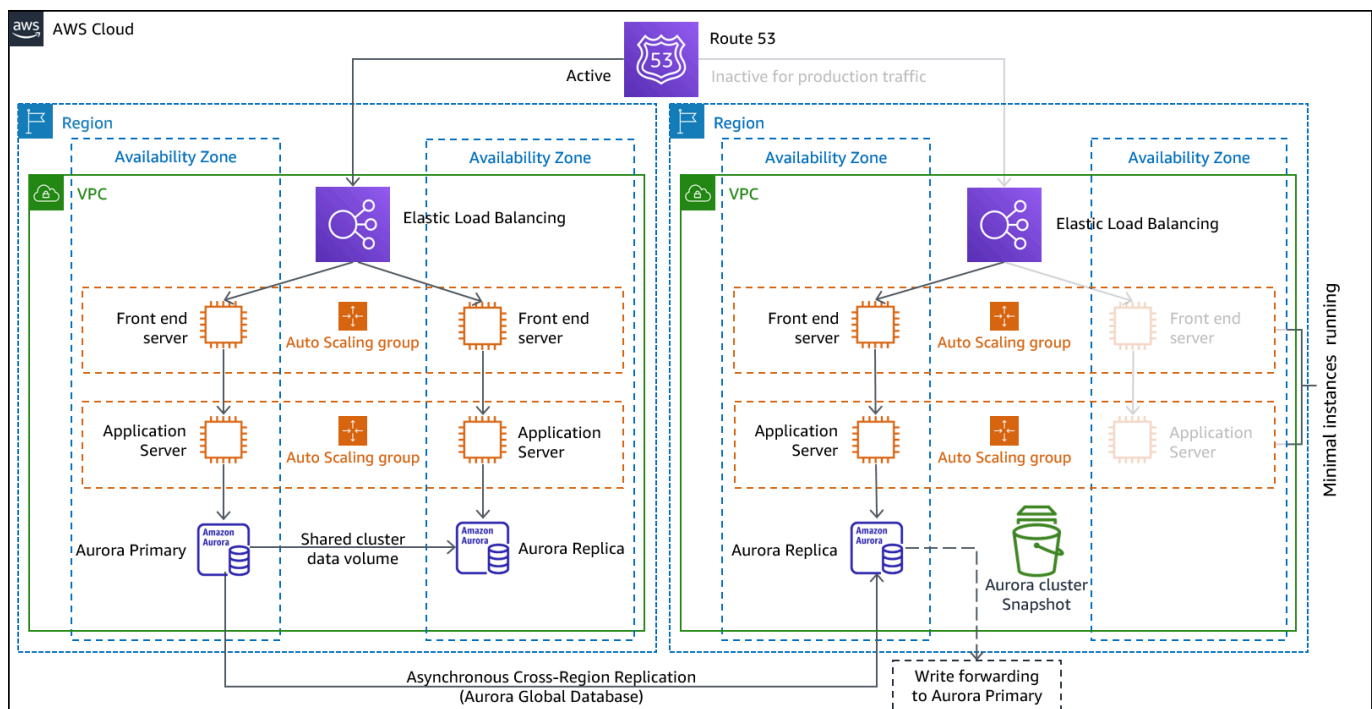 aws
AWS Cloud
Route 53
53
Active
Inactive for production traffic
Region
Availability Zone
Availability Zone
VPC
Elastic Load Balancing
Front end
server
Auto Scaling group
Front end
server
Application
Server
Auto Scaling group
Application
Server
Aurora Primary
Amazon
Aurora
Shared cluster
data volume
Amazon
Aurora
Aurora Replica
Region
Availability Zone
Availability Zone
VPC
Elastic Load Balancing
Front end
server
Auto Scaling group
Front end
server
Application
Server
Auto Scaling group
Application
Server
Minimal instances running
Aurora Replica
Amazon
Aurora
Aurora cluster
Snapshot
Asynchronous Cross-Region Replication
(Aurora Global Database)
Write forwarding
to Aurora Primary